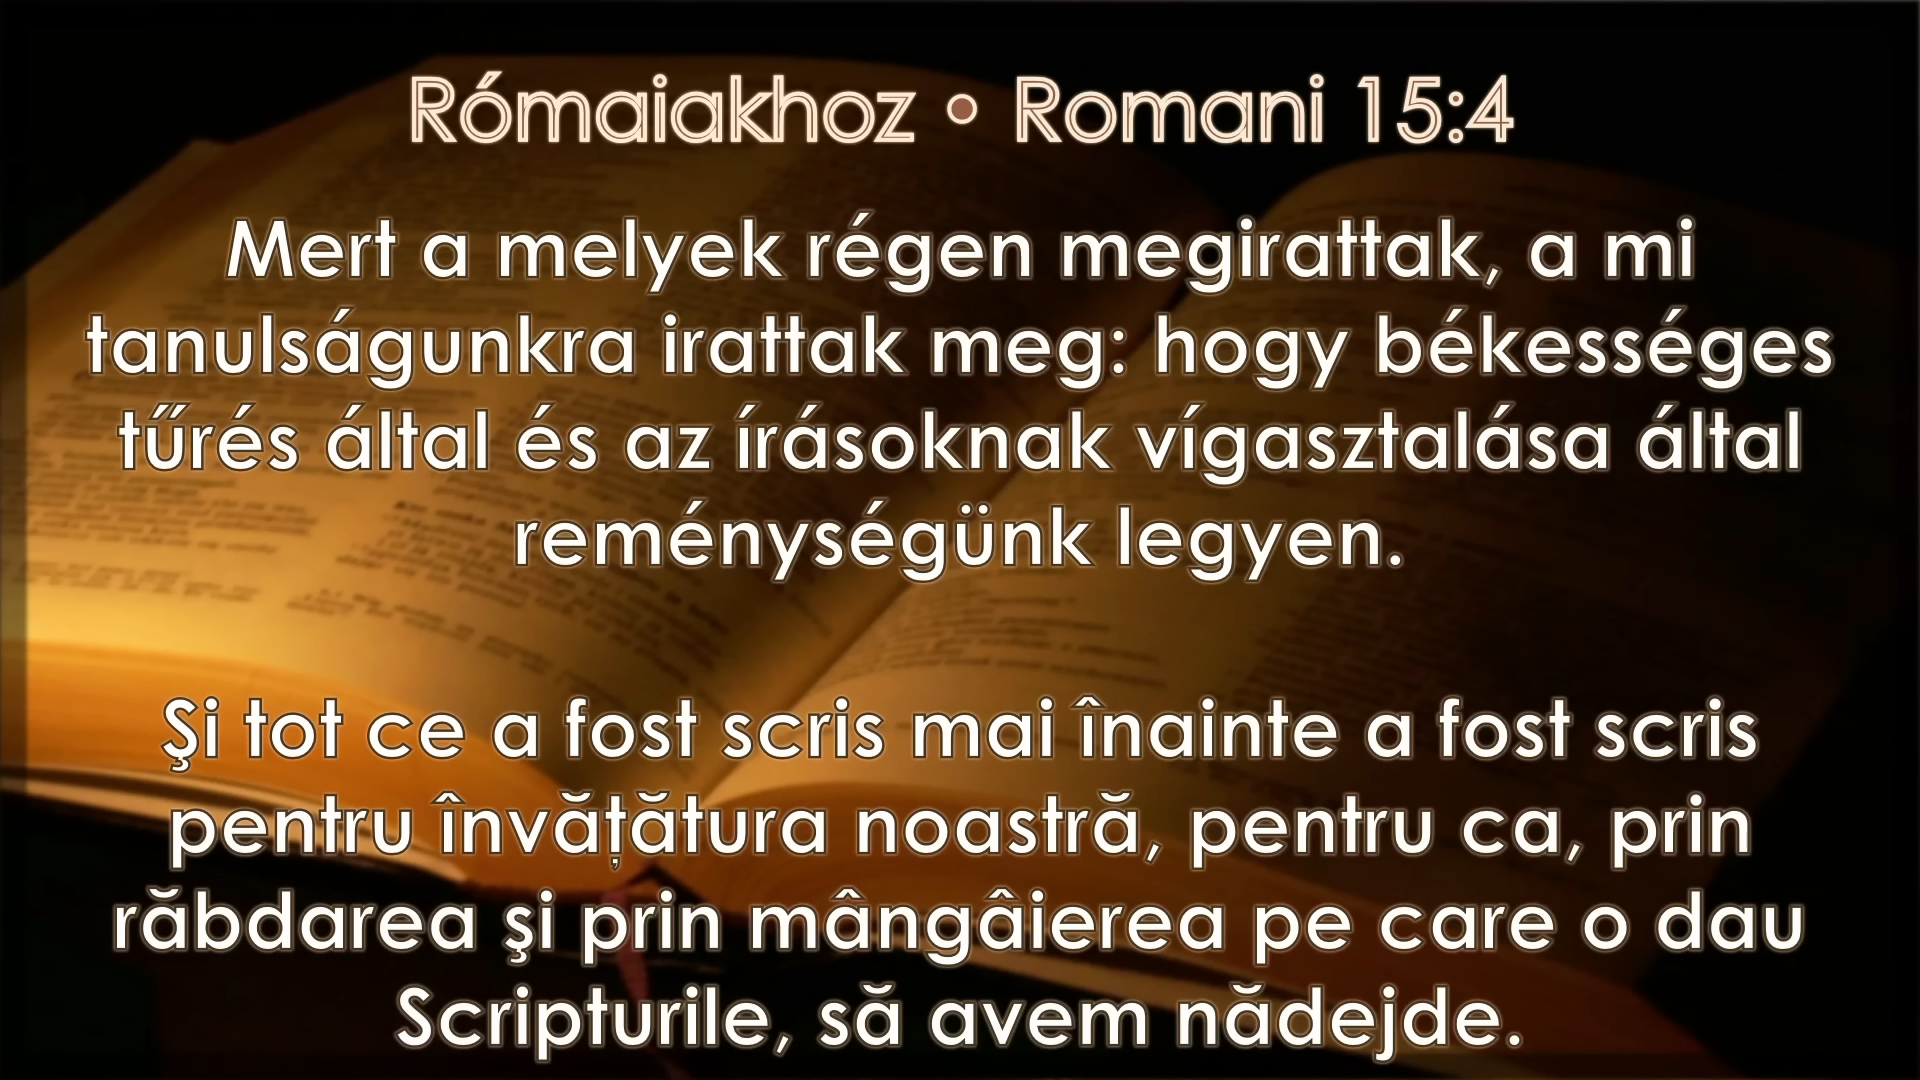 Rómaiakhoz • Romani 15:4
Mert a melyek régen megirattak, a mi
tanulságunkra irattak meg: hogy békességes
tűrés által és az írásoknak vígasztalása által
reménységünk legyen.
Şi tot ce a fost scris mai înainte a fost scris
pentru învăţătura noastră, pentru ca, prin
răbdarea şi prin mângâierea pe care o dau
Scripturile, să avem nădejde.